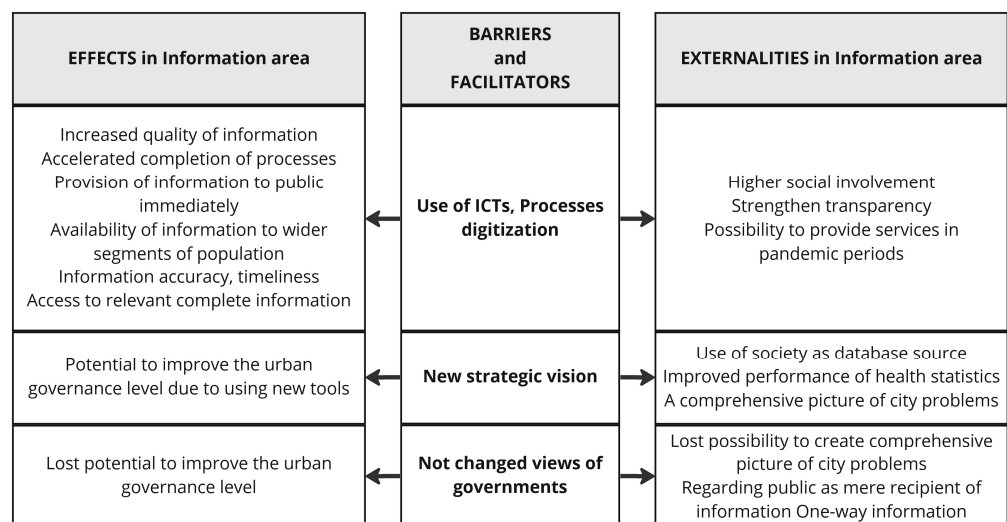 EFFECTS in Information area
BARRIERS
and
FACILITATORS
EXTERNALITIES in Information area
Increased quality of information
Accelerated completion of processes
Provision of information to public
immediately
Availability of information to wider
segments of population
Information accuracy, timeliness
Access to relevant complete information
Use of ICTs, Processes
digitization
Higher social involvement
Strengthen transparency
Possibility to provide services in
pandemic periods
Potential to improve the urban
governance level due to using new tools
New strategic vision
Use of society as database source
Improved performance of health statistics
A comprehensive picture of city problems
Lost potential to improve the urban
governance level
Not changed views of
governments
Lost possibility to create comprehensive
picture of city problems
Regarding public as mere recipient of
information One-way information